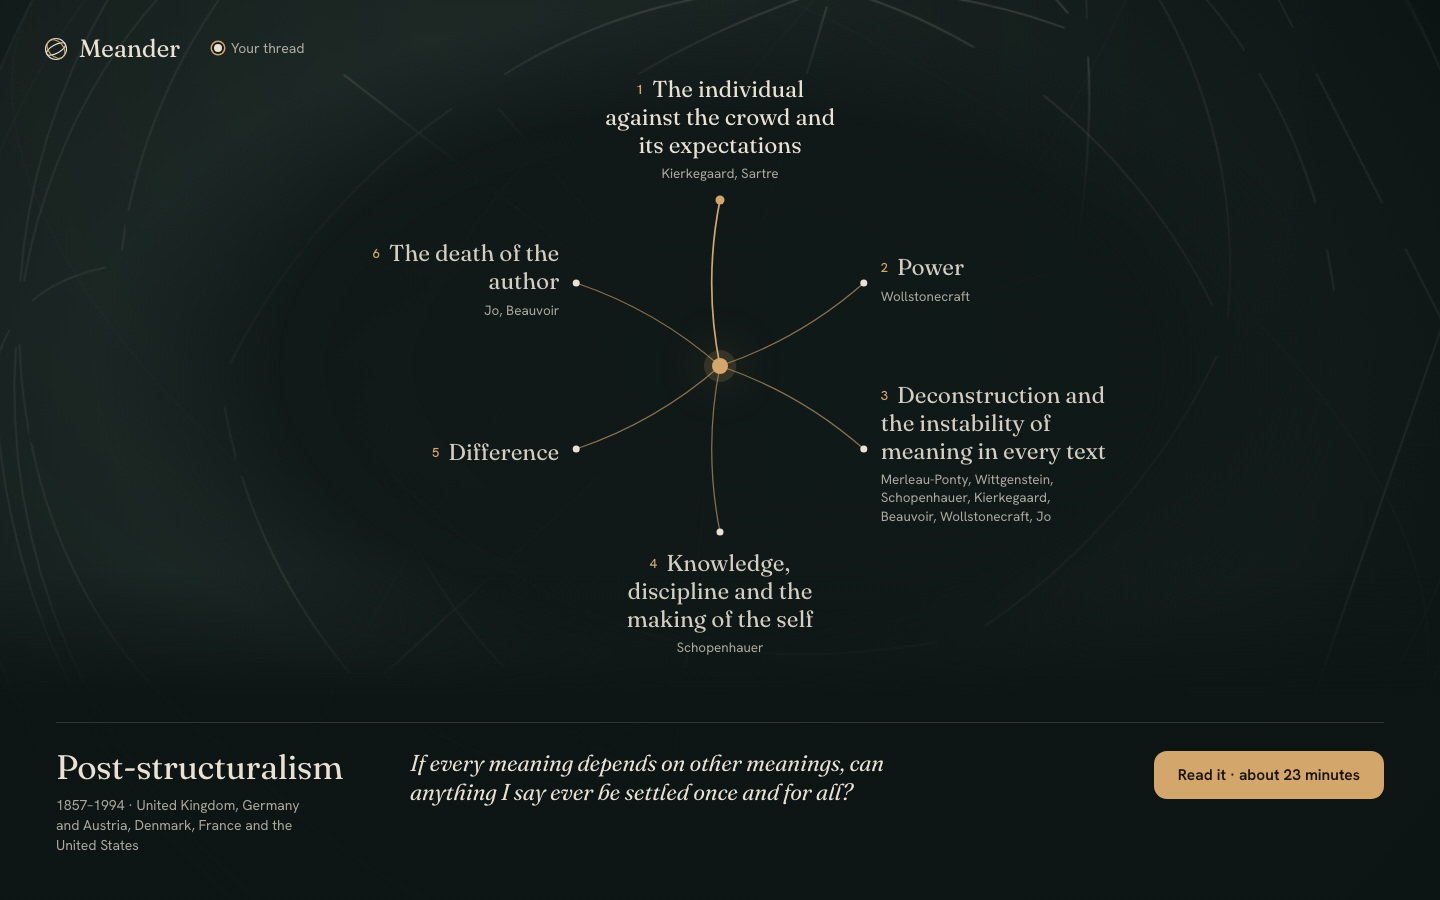 Meander
Your thread
1 The individual
against the crowd and
its expectations
Kierkegaard, Sartre
6 The death of the
author
Jo, Beauvoir
2 Power
Wollstonecraft
3 Deconstruction and
the instability of
meaning in every text
Merleau-Ponty, Wittgenstein,
Schopenhauer, Kierkegaard,
Beauvoir, Wollstonecraft, Jo
5 Difference
4 Knowledge,
discipline and the
making of the self
Schopenhauer
Post-structuralism
1857–1994 · United Kingdom, Germany
and Austria, Denmark, France and the
United States
If every meaning depends on other meanings, can
anything I say ever be settled once and for all?
Read it · about 23 minutes